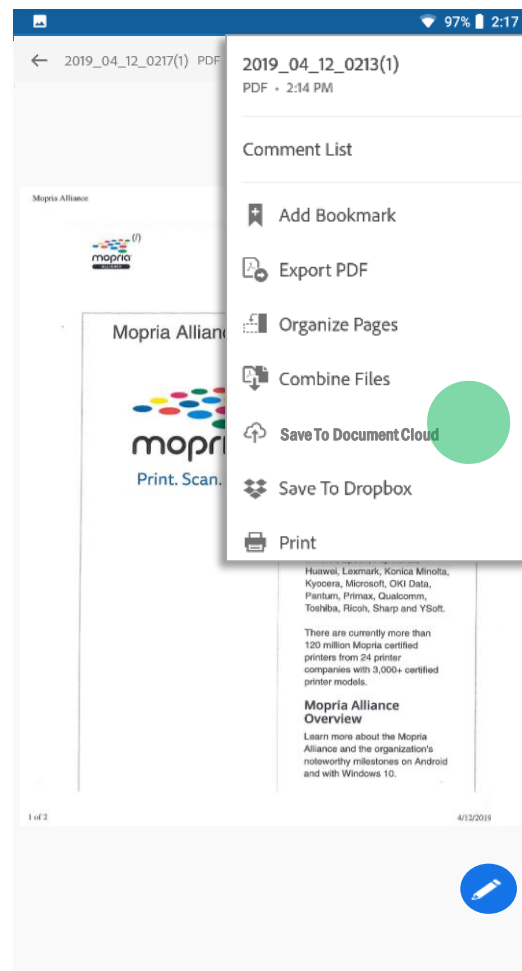 97% 2:17
2019_04_12_0217(1) PDF
2019_04_12_0213(1)
PDF • 2:14 PM
Comment List
Add Bookmark
Export PDF
Organize Pages
Combine Files
Save To Document Cloud
Save To Dropbox
Print
Mopria Alliance
(/)
mopria
ALLIANCE
Mopria Allian
mopri
Print. Scan.
Huawei, Lexmark, Konica Minolta,
Kyocera, Microsoft, OKI Data,
Pantum, Primax, Qualcomm,
Toshiba, Ricoh, Sharp and YSoft.
There are currently more than
120 million Mopria certified
printers from 24 printer
companies with 3,000+ certified
printer models.
Mopria Alliance
Overview
Learn more about the Mopria
Alliance and the organization's
noteworthy milestones on Android
and with Windows 10.
1 of 2
4/12/2019